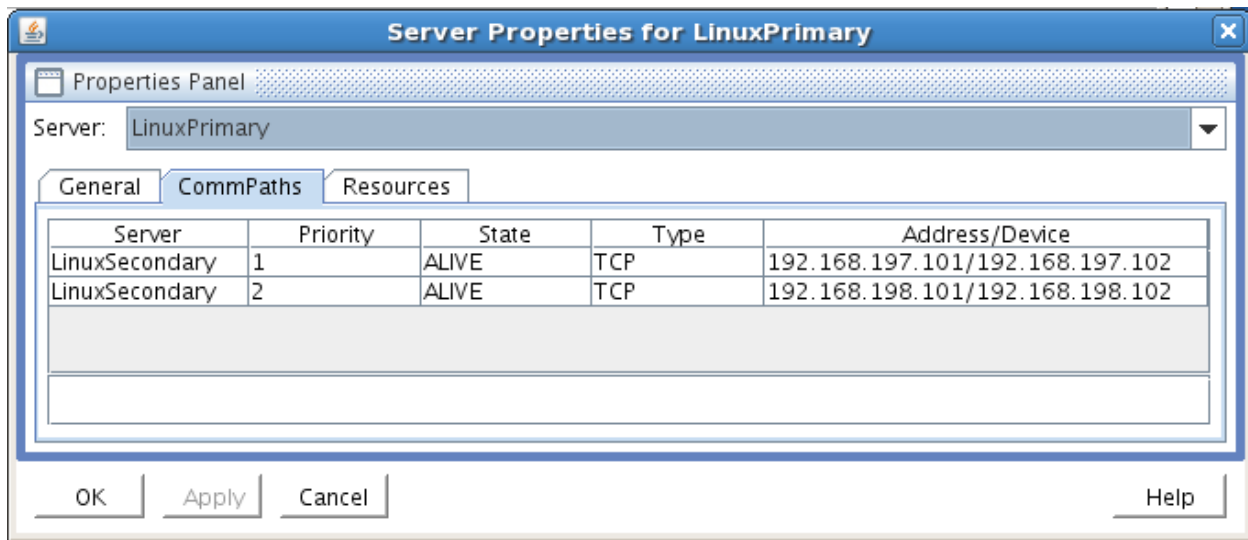 Server Properties for LinuxPrimary
Properties Panel
Server: LinuxPrimary
General CommPaths Resources
Server Priority State Type Address/Device
LinuxSecondary 1 ALIVE TCP 192.168.197.101/192.168.197.102
LinuxSecondary 2 ALIVE TCP 192.168.198.101/192.168.198.102
OK Apply Cancel Help